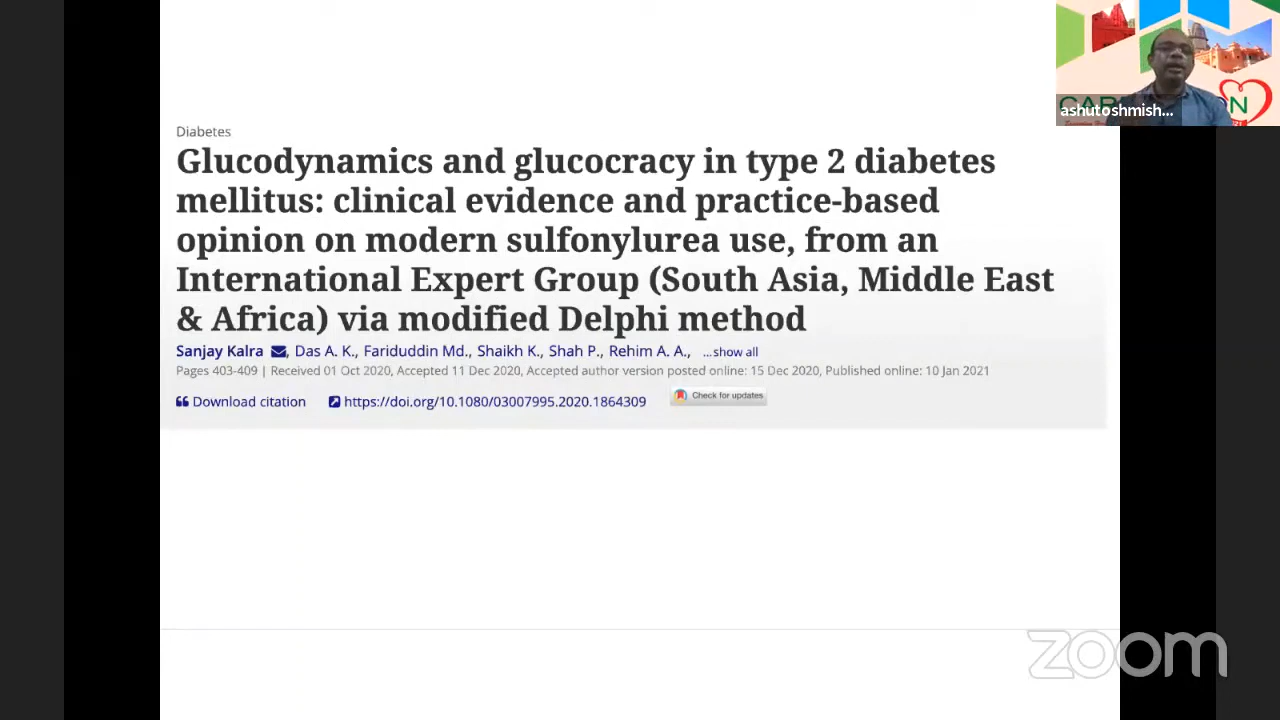 Diabetes
Glucodynamics and glucocracy in type 2 diabetes
mellitus: clinical evidence and practice-based
opinion on modern sulfonylurea use, from an
International Expert Group (South Asia, Middle East
& Africa) via modified Delphi method
Sanjay Kalra , Das A. K., Fariduddin Md., Shaikh K., Shah P., Rehim A. A., ...show all
Pages 403-409 | Received 01 Oct 2020, Accepted 11 Dec 2020, Accepted author version posted online: 15 Dec 2020, Published online: 10 Jan 2021
Download citation https://doi.org/10.1080/03007995.2020.1864309 Check for updates
ashutoshmish...
zoom